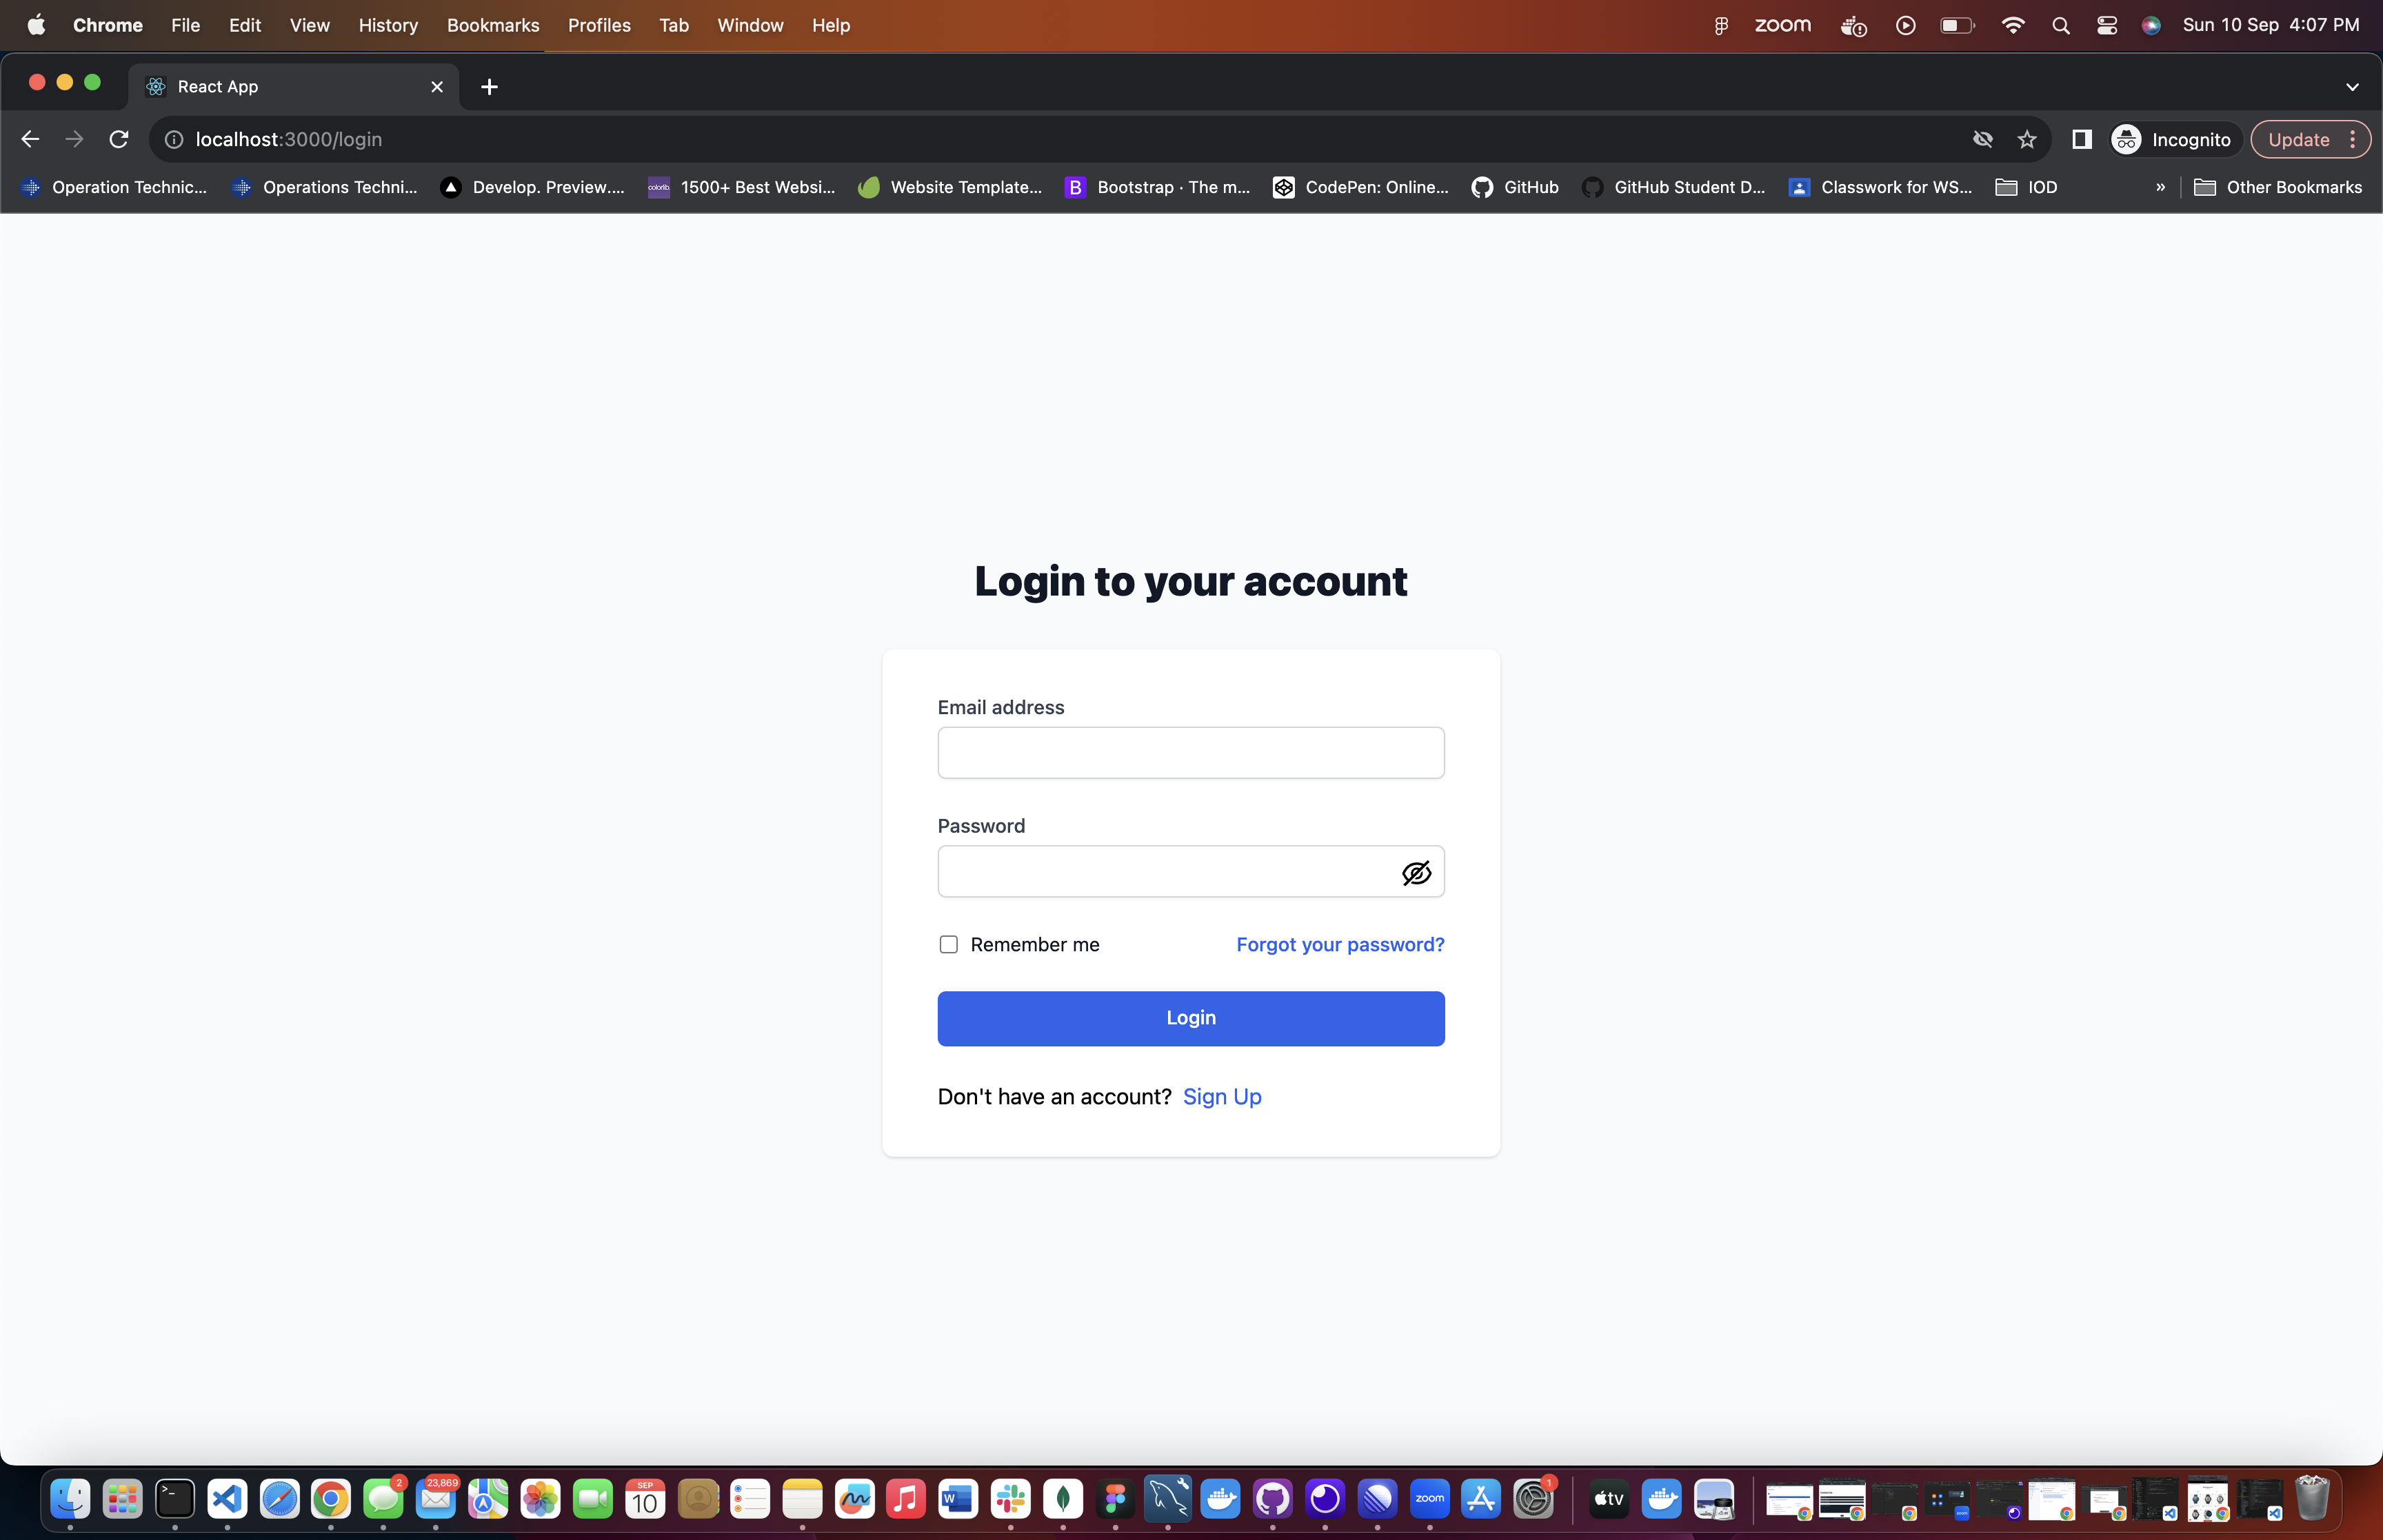 Chrome File Edit View History Bookmarks Profiles Tab Window Help zoom Sun 10 Sep 4:07 PM
React App
localhost:3000/login Incognito Update
Operation Technic... Operations Techni... Develop. Preview.... colorlib. 1500+ Best Websi... Website Template... B Bootstrap · The m... CodePen: Online... GitHub GitHub Student D... Classwork for WS... IOD » Other Bookmarks
Login to your account
Email address
Password
Remember me Forgot your password?
Login
Don't have an account? Sign Up
2 23,869 SEP 10 W zoom 1 tv